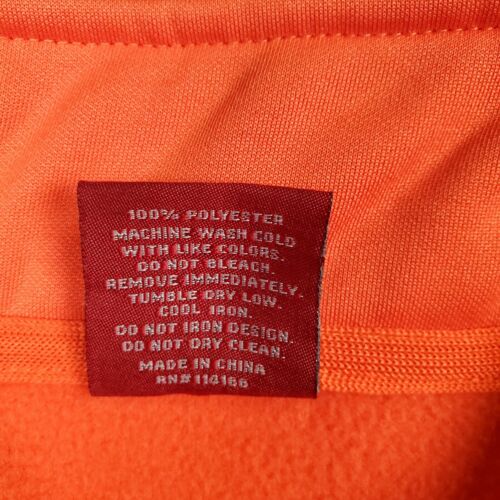 100% POLYESTER
MACHINE WASH COLD
WITH LIKE COLORS.
DO NOT BLEACH.
REMOVE IMMEDIATELY.
TUMBLE DRY LOW.
COOL IRON.
DO NOT IRON DESIGN.
DO NOT DRY CLEAN.
MADE IN CHINA
RN# 114166